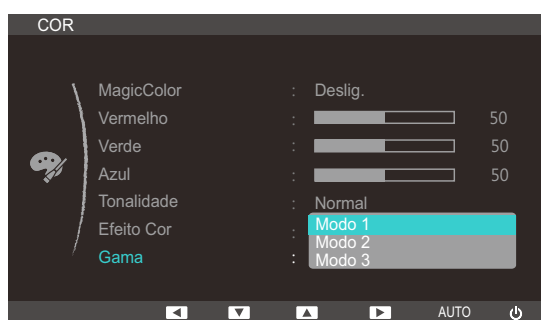 COR
MagicColor : Deslig.
Vermelho : 50
Verde : 50
Azul : 50
Tonalidade : Normal
Efeito Cor : Modo 1
Modo 2
Gama : Modo 3
AUTO